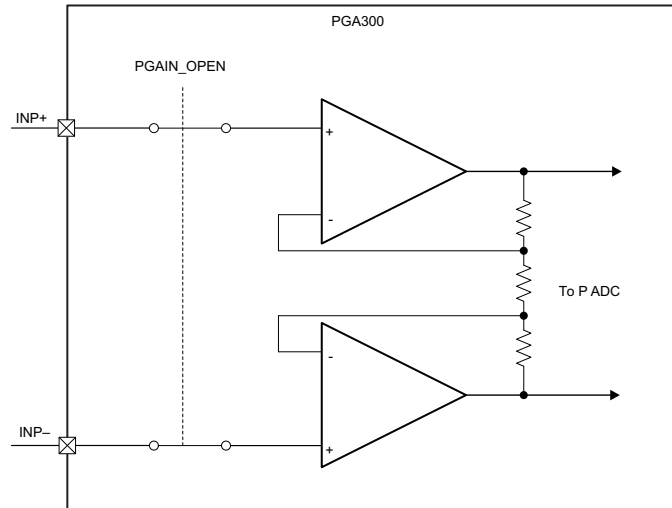 PGA300
PGAIN_OPEN
INP+
+
-
To P ADC
-
INP–
+